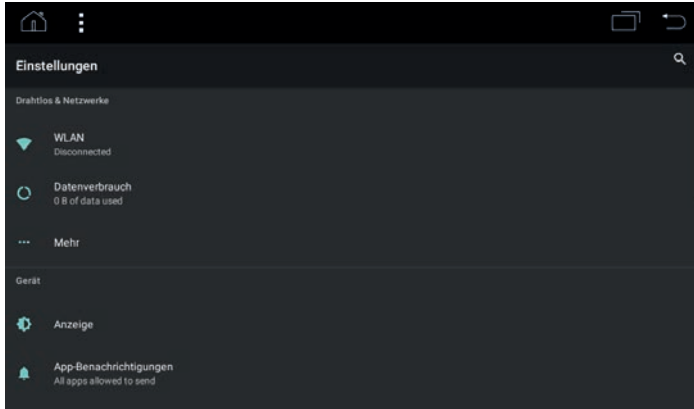 Einstellungen
Drahtlos & Netzwerke
WLAN
Disconnected
Datenverbrauch
0 B of data used
Mehr
Gerät
Anzeige
App-Benachrichtigungen
All apps allowed to send